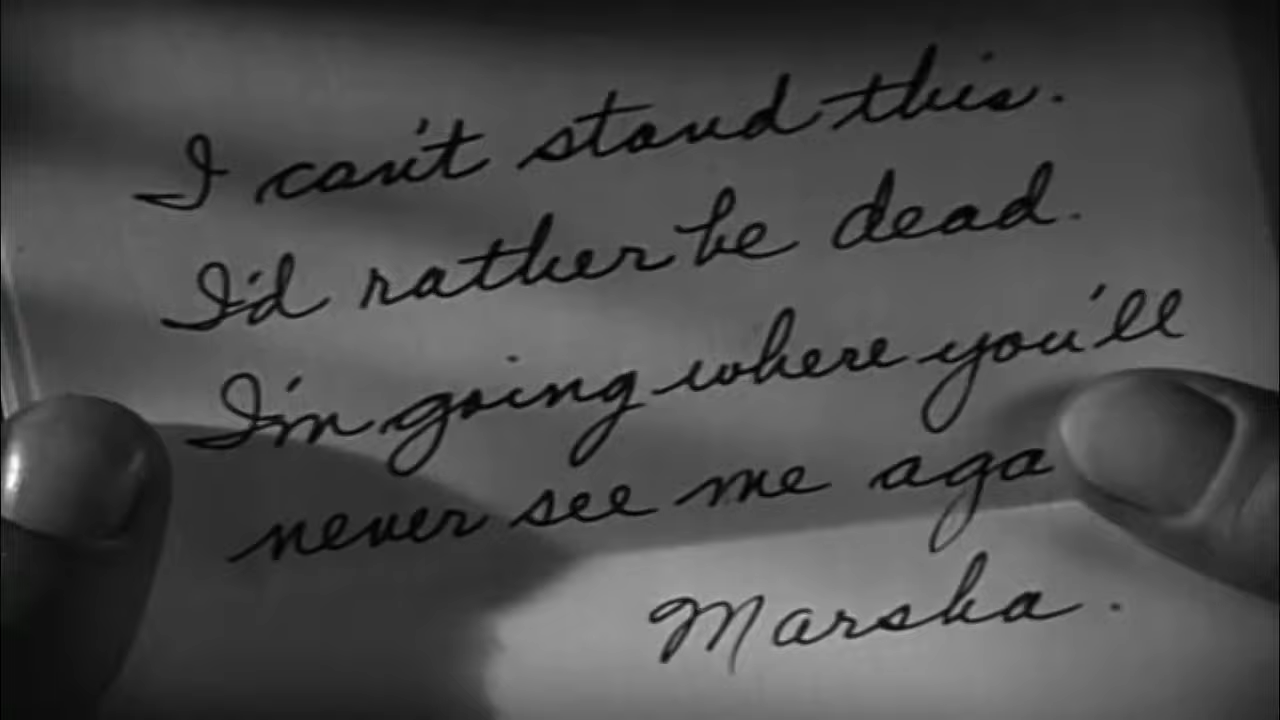 I can't stand this.
I'd rather be dead.
I'm going where you'll
never see me aga
Marsha.